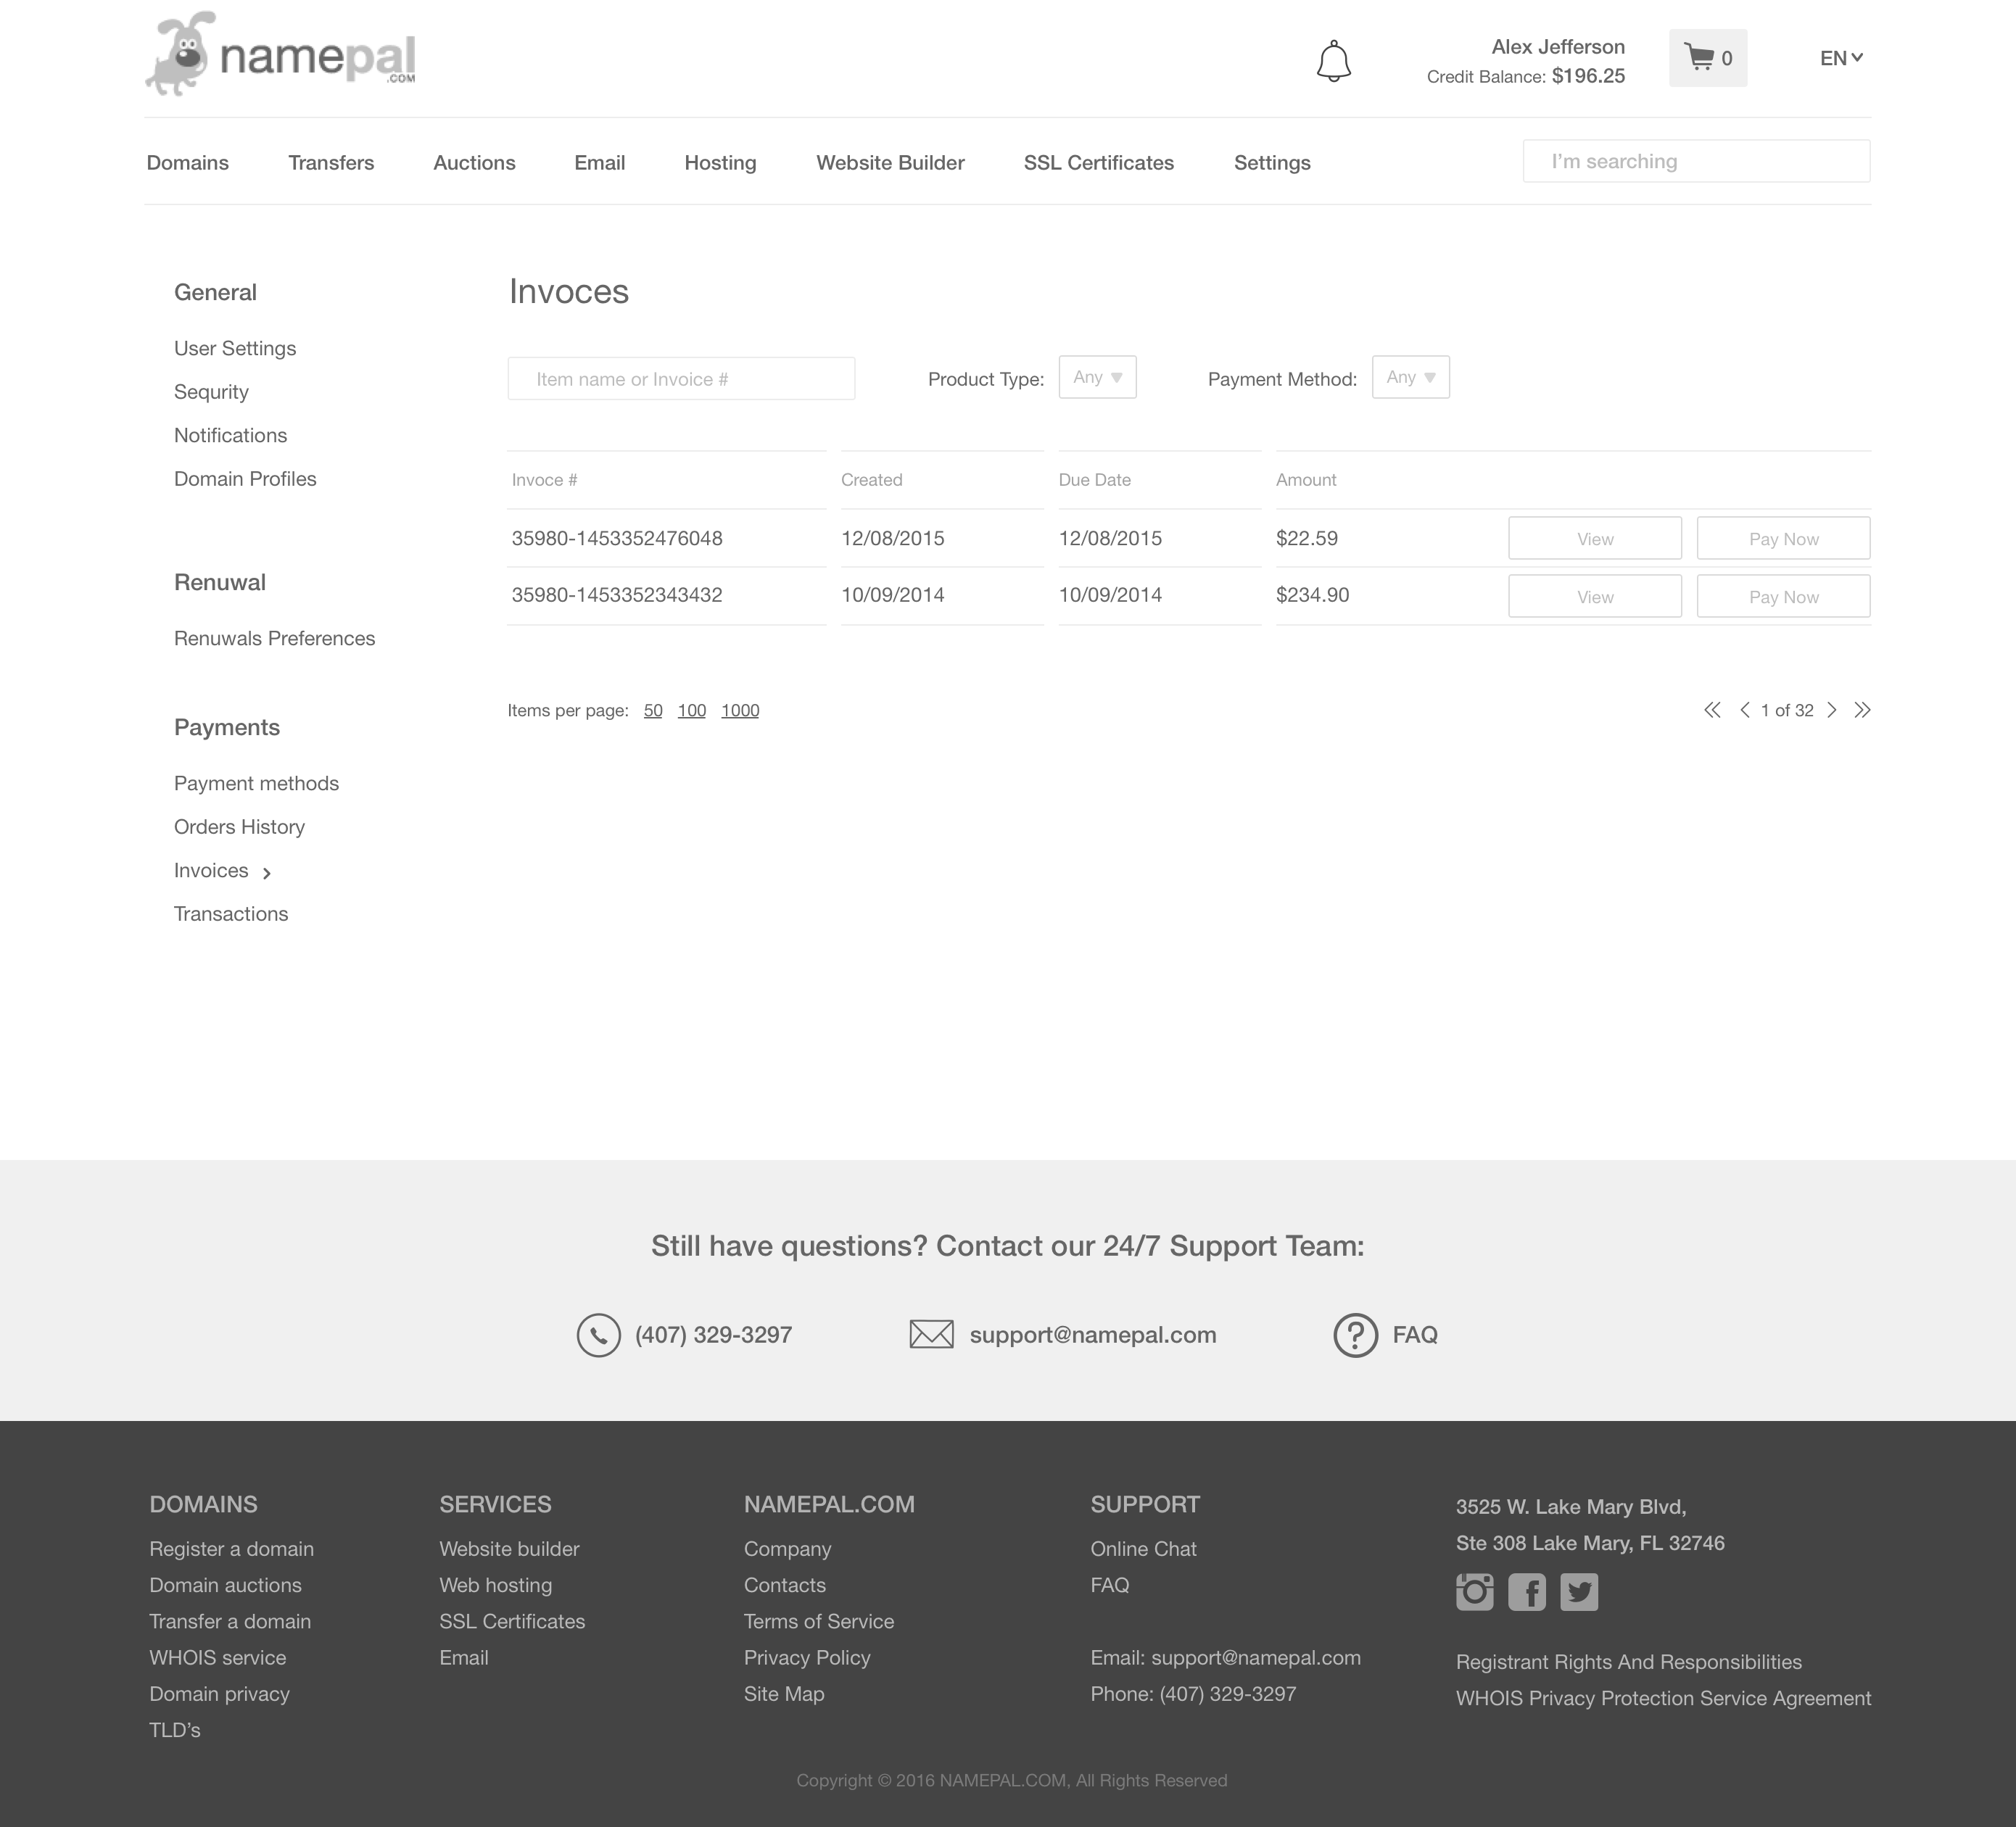 namepal
.COM
Alex Jefferson
Credit Balance: $196.25
0
EN
Domains Transfers Auctions Email Hosting Website Builder SSL Certificates Settings
I'm searching
General
User Settings
Sequrity
Notifications
Domain Profiles
Renuwal
Renuwals Preferences
Payments
Payment methods
Orders History
Invoices
Transactions
Invoces
Item name or Invoice #
Product Type: Any
Payment Method: Any
Invoce # Created Due Date Amount
35980-1453352476048 12/08/2015 12/08/2015 $22.59 View Pay Now
35980-1453352343432 10/09/2014 10/09/2014 $234.90 View Pay Now
Items per page: 50 100 1000
1 of 32
Still have questions? Contact our 24/7 Support Team:
(407) 329-3297
support@namepal.com
FAQ
DOMAINS
Register a domain
Domain auctions
Transfer a domain
WHOIS service
Domain privacy
TLD's
SERVICES
Website builder
Web hosting
SSL Certificates
Email
NAMEPAL.COM
Company
Contacts
Terms of Service
Privacy Policy
Site Map
SUPPORT
Online Chat
FAQ
Email: support@namepal.com
Phone: (407) 329-3297
3525 W. Lake Mary Blvd,
Ste 308 Lake Mary, FL 32746
Registrant Rights And Responsibilities
WHOIS Privacy Protection Service Agreement
Copyright © 2016 NAMEPAL.COM, All Rights Reserved